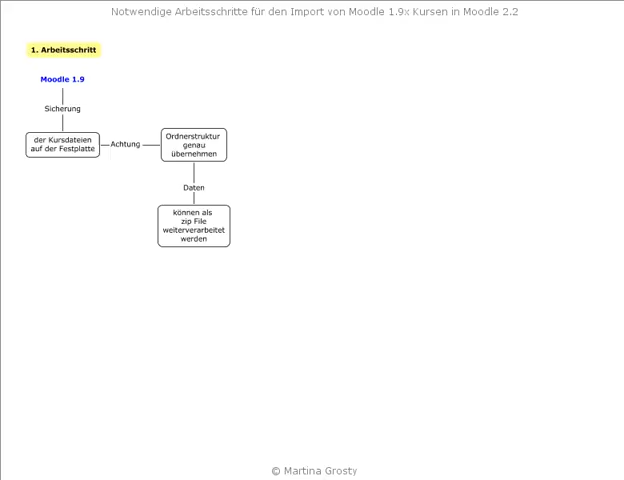 Notwendige Arbeitsschritte für den Import von Moodle 1.9x Kursen in Moodle 2.2
1. Arbeitsschritt
Moodle 1.9
Sicherung
der Kursdateien
auf der Festplatte
Achtung
Ordnerstruktur
genau
übernehmen
Daten
können als
zip File
weiterverarbeitet
werden
© Martina Grosty